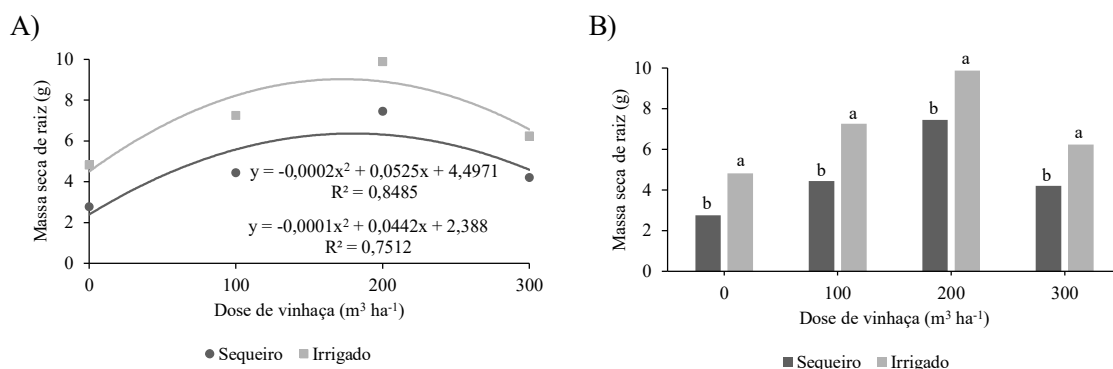 A)
Massa seca de raiz (g)
10
8
6
4
2
0
y = -0,0002x² + 0,0525x + 4,4971
R² = 0,8485
y = -0,0001x² + 0,0442x + 2,388
R² = 0,7512
0 100 200 300
Dose de vinhaça (m³ ha⁻¹)
Sequeiro Irrigado
B)
Massa seca de raiz (g)
10
8
6
4
2
0
b a b a b a b a
0 100 200 300
Dose de vinhaça (m³ ha⁻¹)
Sequeiro Irrigado